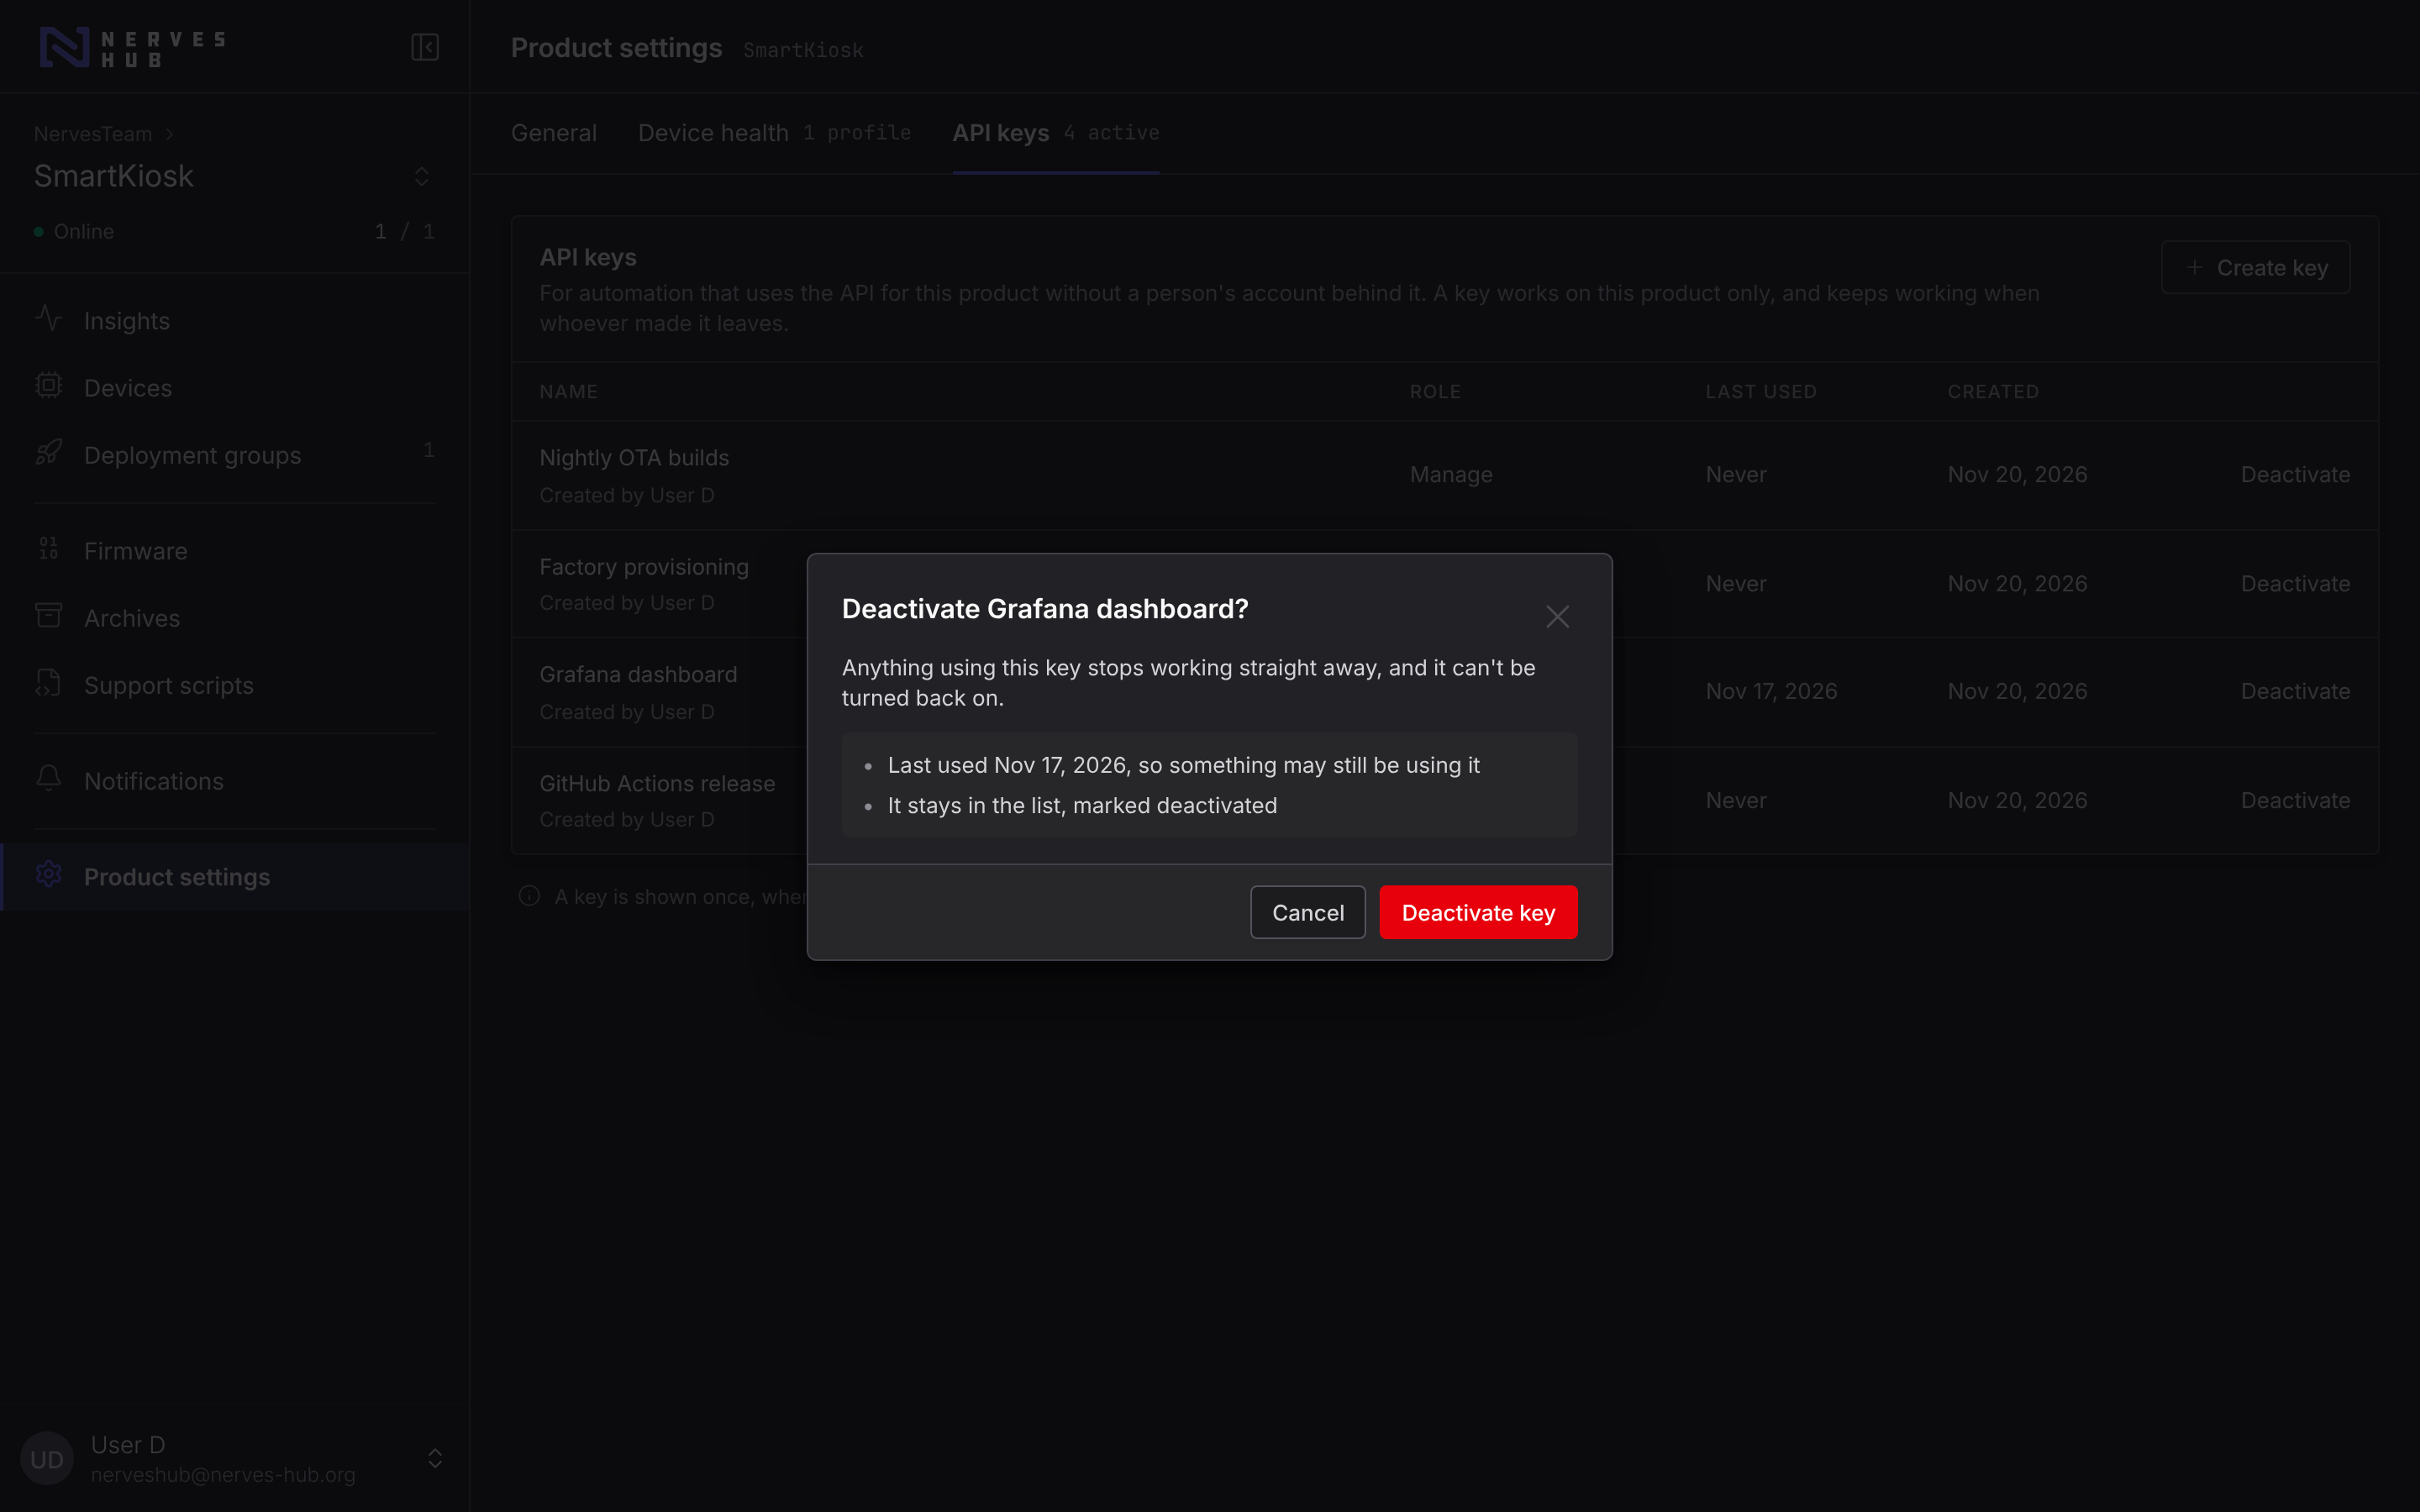 NERVES
HUB
NervesTeam
SmartKiosk
Online
1 / 1
Insights
Devices
Deployment groups 1
Firmware
Archives
Support scripts
Notifications
Product settings
UD
User D
nerveshub@nerves-hub.org
Product settings SmartKiosk
General Device health 1 profile API keys 4 active
API keys
For automation that uses the API for this product without a person's account behind it. A key works on this product only, and keeps working when
whoever made it leaves.
Create key
NAME ROLE LAST USED CREATED
Nightly OTA builds
Created by User D
Manage Never Nov 20, 2026 Deactivate
Factory provisioning
Created by User D
Never Nov 20, 2026 Deactivate
Grafana dashboard
Created by User D
Nov 17, 2026 Nov 20, 2026 Deactivate
GitHub Actions release
Created by User D
Never Nov 20, 2026 Deactivate
A key is shown once,
Deactivate Grafana dashboard?
Anything using this key stops working straight away, and it can't be
turned back on.
Last used Nov 17, 2026, so something may still be using it
It stays in the list, marked deactivated
Cancel
Deactivate key